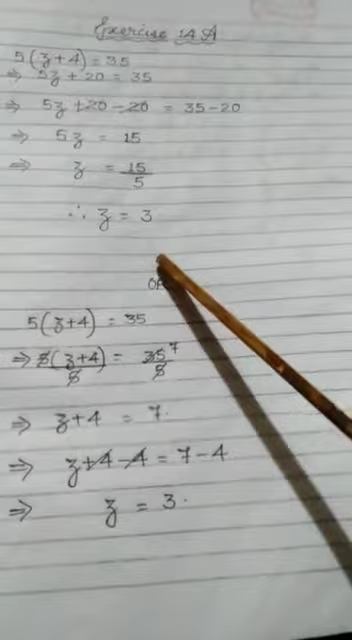 Exercise 14 A
5(z+4) = 35
⇒ 5z + 20 = 35
⇒ 5z + 20 - 20 = 35 - 20
⇒ 5z = 15
⇒ z = 15/5
∴ z = 3
OR
5(z+4) = 35
⇒ 5(z+4)/5 = 35/5 7
⇒ z+4 = 7.
⇒ z+4-4 = 7-4
⇒ z = 3.